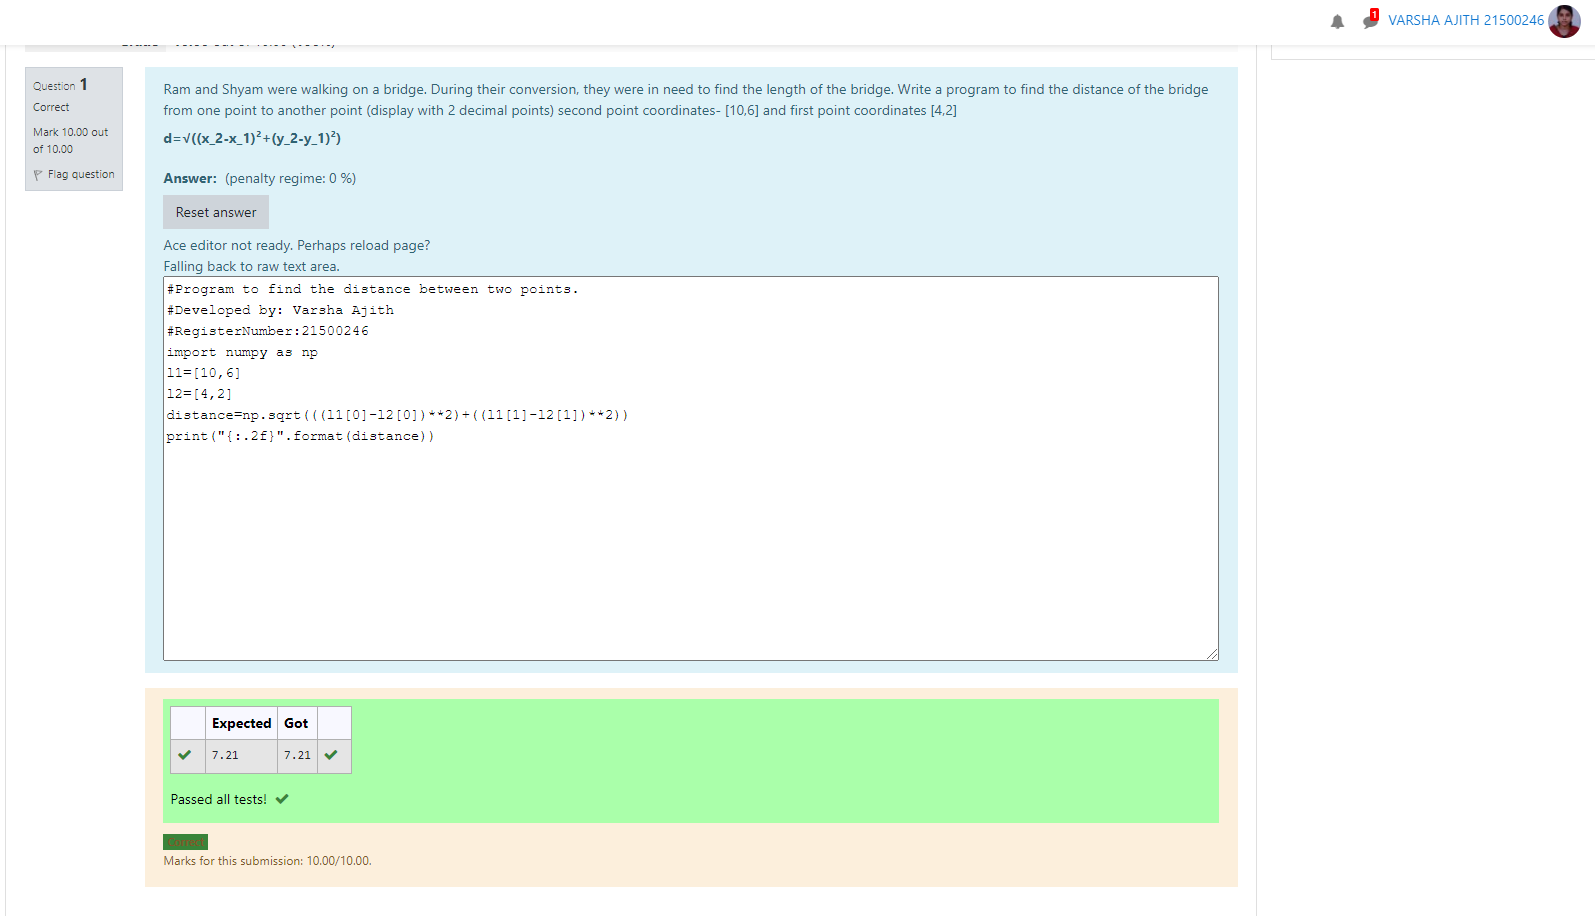 1
VARSHA AJITH 21500246
Question 1
Correct
Mark 10.00 out
of 10.00
Flag question
Ram and Shyam were walking on a bridge. During their conversion, they were in need to find the length of the bridge. Write a program to find the distance of the bridge
from one point to another point (display with 2 decimal points) second point coordinates- [10,6] and first point coordinates [4,2]
d=√((x_2-x_1)²+(y_2-y_1)²)
Answer: (penalty regime: 0 %)
Reset answer
Ace editor not ready. Perhaps reload page?
Falling back to raw text area.
#Program to find the distance between two points.
#Developed by: Varsha Ajith
#RegisterNumber:21500246
import numpy as np
l1=[10,6]
l2=[4,2]
distance=np.sqrt(((l1[0]-l2[0])**2)+((l1[1]-l2[1])**2))
print("{:.2f}".format(distance))
Expected Got
7.21 7.21
Passed all tests!
Correct
Marks for this submission: 10.00/10.00.